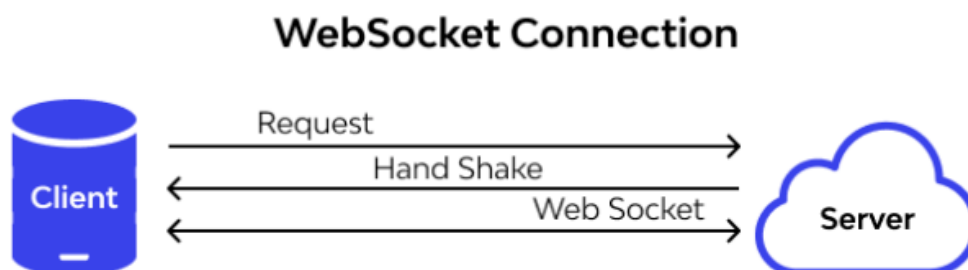 WebSocket Connection
Request
Hand Shake
Client
Web Socket
Server